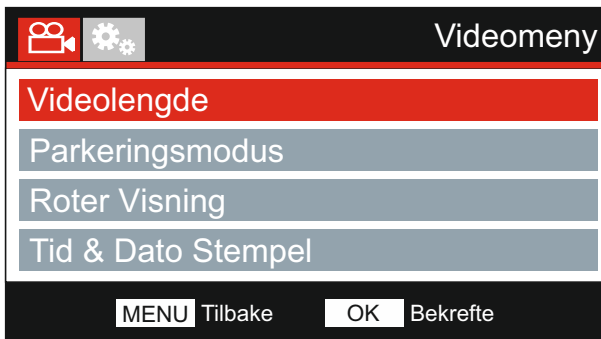 Videomeny
Videolengde
Parkeringsmodus
Roter Visning
Tid & Dato Stempel
MENU Tilbake OK Bekrefte